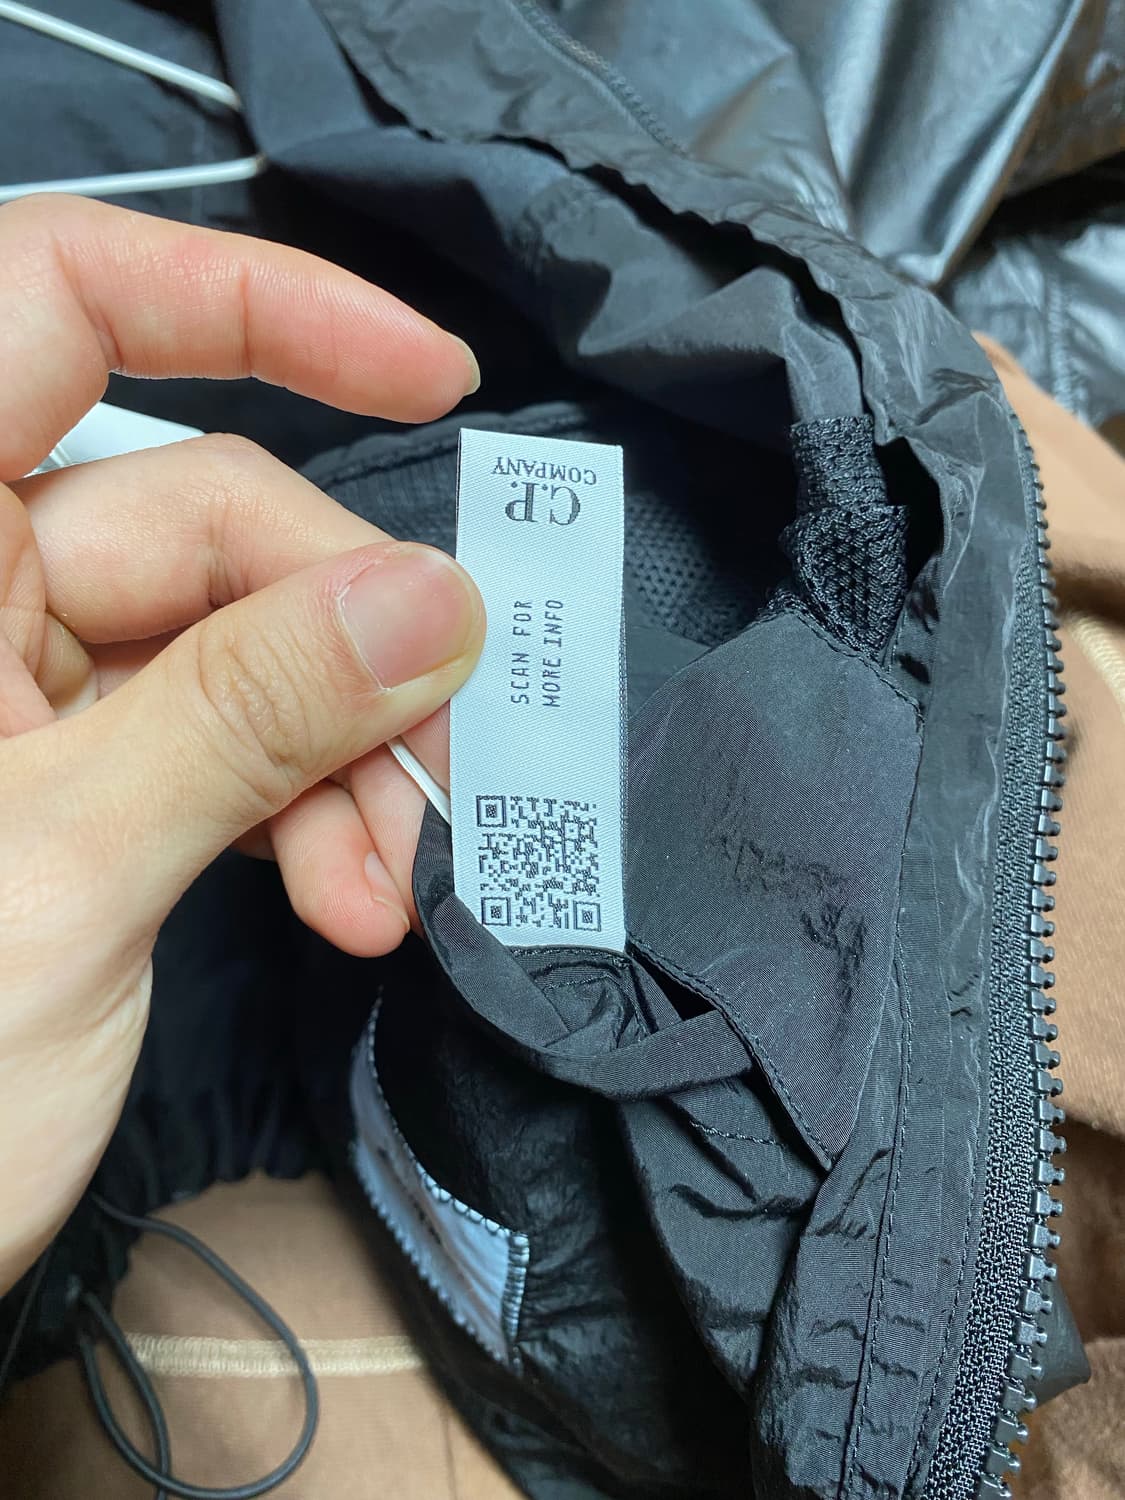 C.P.
COMPANY
SCAN FOR
MORE INFO